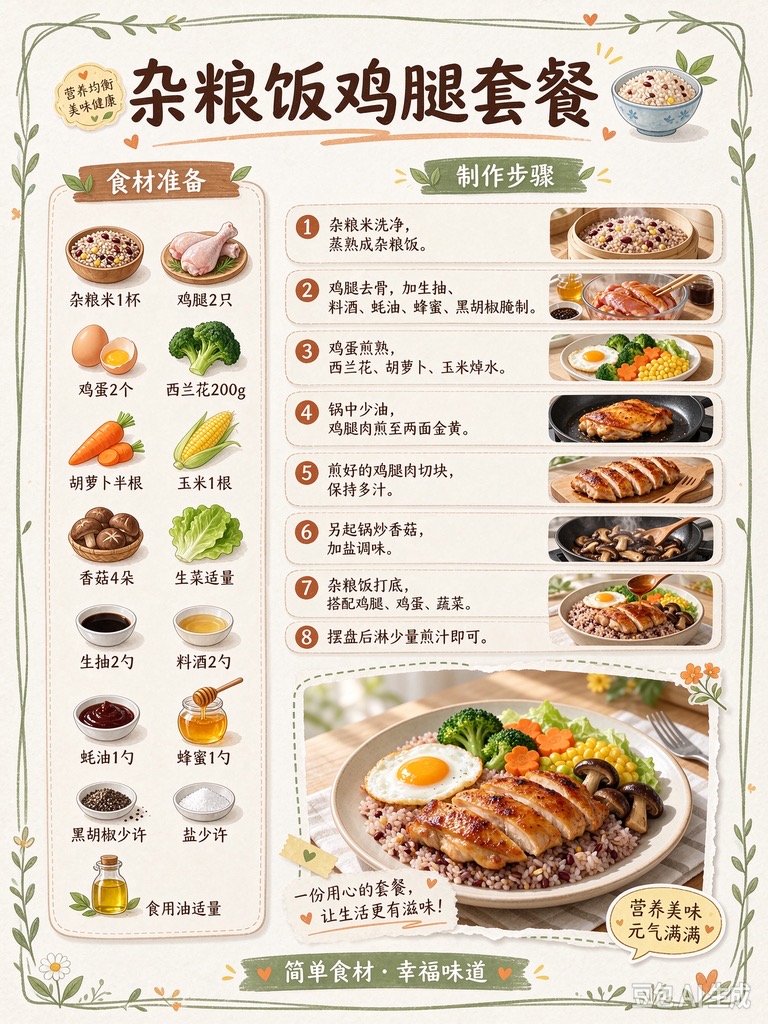 营养均衡
美味健康
杂粮饭鸡腿套餐
食材准备
杂粮米1杯
鸡腿2只
鸡蛋2个
西兰花200g
胡萝卜半根
玉米1根
香菇4朵
生菜适量
生抽2勺
料酒2勺
蚝油1勺
蜂蜜1勺
黑胡椒少许
盐少许
食用油适量
制作步骤
1 杂粮米洗净，
蒸熟成杂粮饭。
2 鸡腿去骨，加生抽、
料酒、蚝油、蜂蜜、黑胡椒腌制。
3 鸡蛋煎熟，
西兰花、胡萝卜、玉米焯水。
4 锅中少油，
鸡腿肉煎至两面金黄。
5 煎好的鸡腿肉切块，
保持多汁。
6 另起锅炒香菇，
加盐调味。
7 杂粮饭打底，
搭配鸡腿、鸡蛋、蔬菜。
8 摆盘后淋少量煎汁即可。
一份用心的套餐，
让生活更有滋味！
营养美味
元气满满
简单食材·幸福味道
豆包AI生成